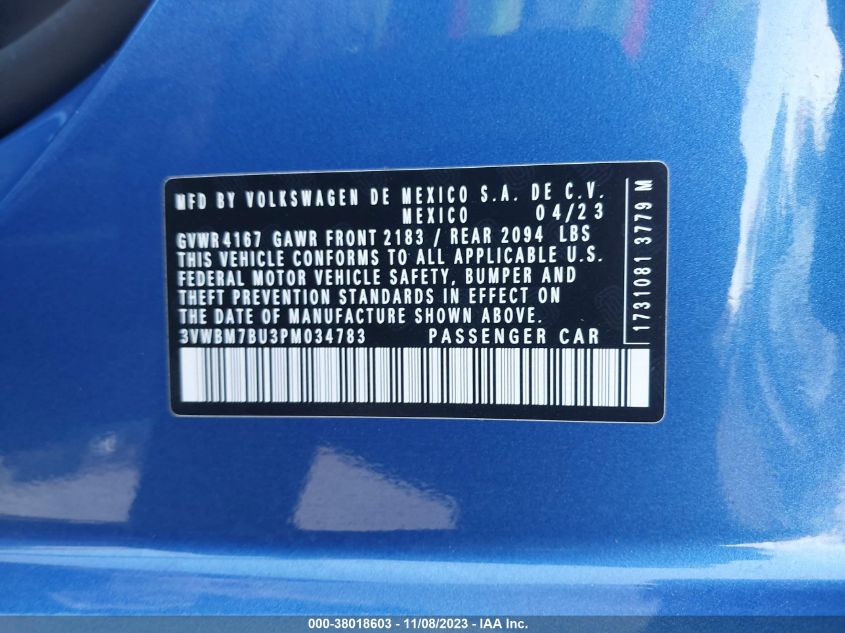 MFD BY VOLKSWAGEN DE MEXICO S.A. DE C.V.
MEXICO 04/23
GVWR 4167 GAWR FRONT 2183 / REAR 2094 LBS
THIS VEHICLE CONFORMS TO ALL APPLICABLE U.S.
FEDERAL MOTOR VEHICLE SAFETY, BUMPER AND
THEFT PREVENTION STANDARDS IN EFFECT ON
THE DATE OF MANUFACTURE SHOWN ABOVE.
3VWBM7BU3PM034783 PASSENGER CAR
1731081 3779 M
000-38018603 - 11/08/2023 - IAA Inc.